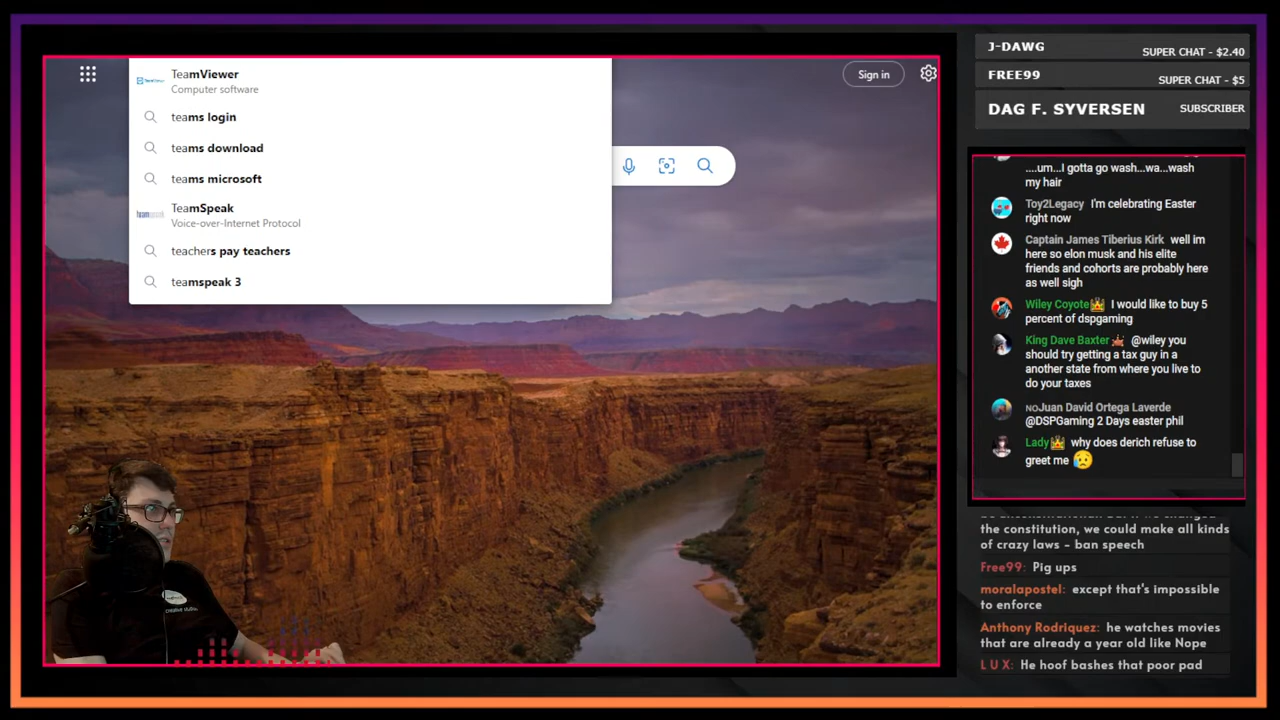 TeamViewer
Computer software
teams login
teams download
teams microsoft
TeamSpeak
Voice-over-Internet Protocol
teachers pay teachers
teamspeak 3
Sign in
creative studios
J-DAWG
SUPER CHAT - $2.40
FREE99
SUPER CHAT - $5
DAG F. SYVERSEN
SUBSCRIBER
....um...I gotta go wash...wa..wash
my hair
Toy2Legacy I'm celebrating Easter
right now
Captain James Tiberius Kirk well im
here so elon musk and his elite
friends and cohorts are probably here
as well sigh
Wiley Coyote I would like to buy 5
percent of dspgaming
King Dave Baxter @wiley you
should try getting a tax guy in a
another state from where you live to
do your taxes
NOJuan David Ortega Laverde
@DSPGaming 2 Days easter phil
Lady why does derich refuse to
greet me
the constitution, we could make all kinds
of crazy laws - ban speech
Free99: Pig ups
moralapostel: except that's impossible
to enforce
Anthony Rodriquez: he watches movies
that are already a year old like Nope
L U X: He hoof bashes that poor pad